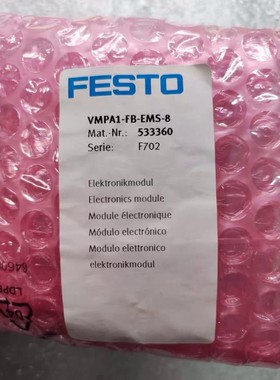 FESTO
VMPA1-FB-EMS-8
Mat.-Nr.: 533360
Serie: F702
Elektronikmodul
Electronics module
Module électronique
Módulo electrónico
Modulo elettronico
elektronikmodul